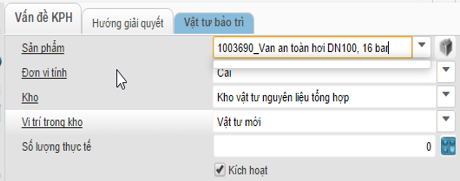 Vấn đề KPH Hướng giải quyết Vật tư bảo trì
Sản phẩm 1003690_Van an toàn hơi DN100, 16 bar
Đơn vị tính Cái
Kho Kho vật tư nguyên liệu tổng hợp
Vị trí trong kho Vật tư mới
Số lượng thực tế 0
Kích hoạt